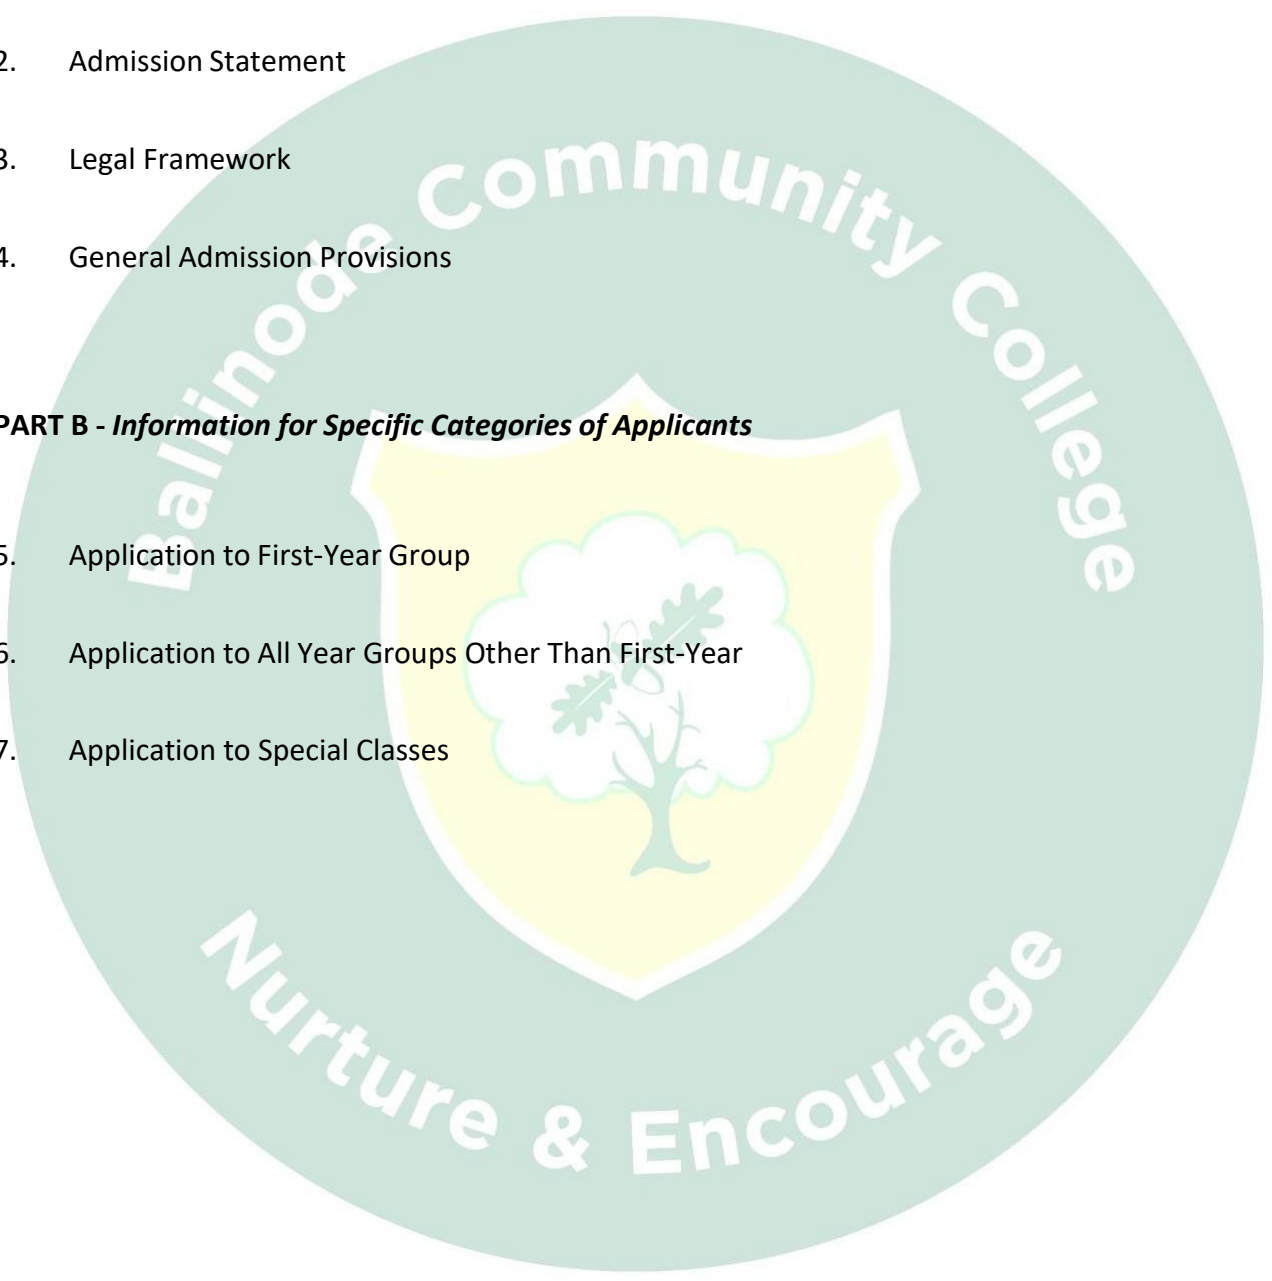 2. Admission Statement
3. Legal Framework
4. General Admission Provisions
PART B - Information for Specific Categories of Applicants
5. Application to First-Year Group
6. Application to All Year Groups Other Than First-Year
7. Application to Special Classes
Ballinode Community College
Nurture & Encourage